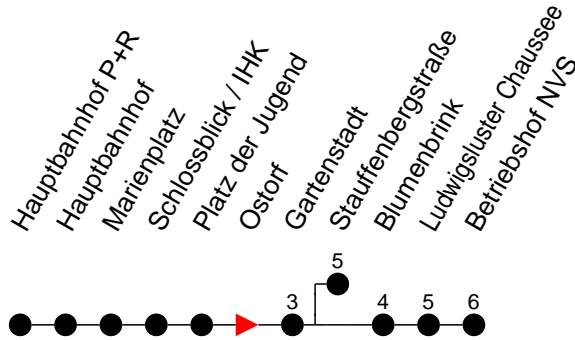 Hauptbahnhof P+R
Hauptbahnhof
Marienplatz
Schlossblick / IHK
Platz der Jugend
Ostorf
Gartenstadt
Stauffenbergstraße
Blumenbrink
Ludwigsluster Chaussee
Betriebshof NVS
5
3
4
5
6